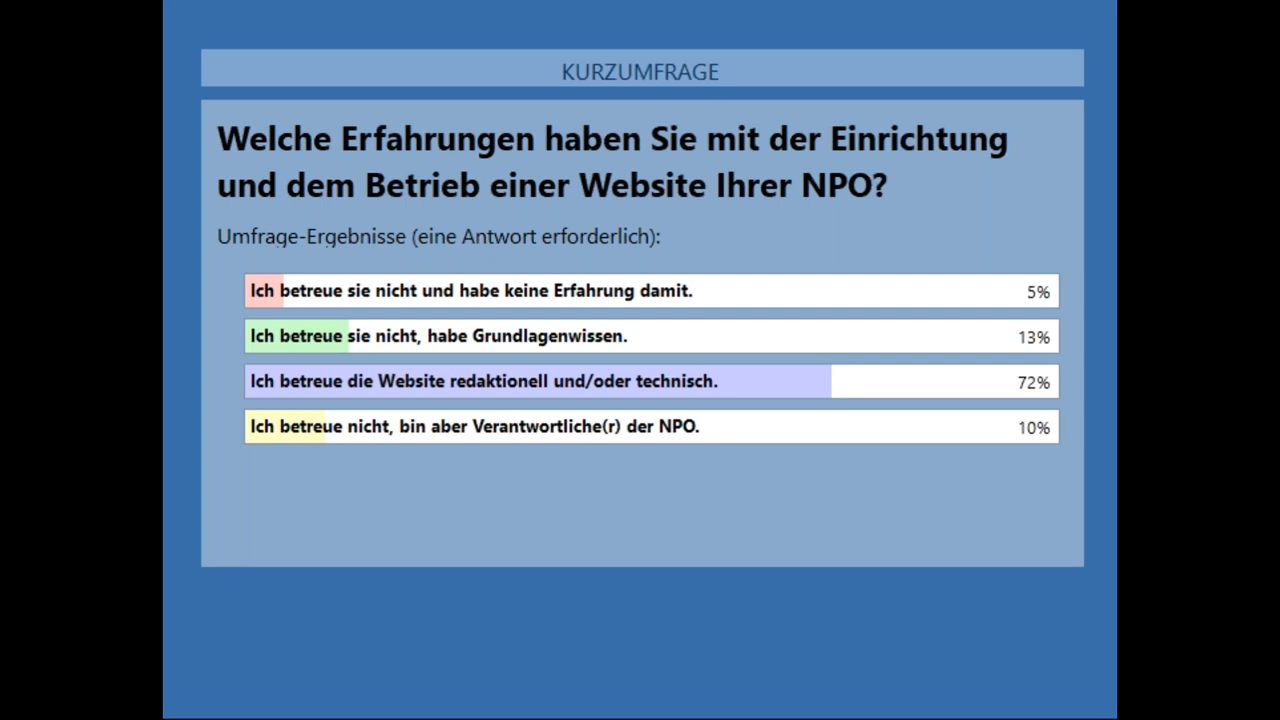 KURZUMFRAGE
Welche Erfahrungen haben Sie mit der Einrichtung
und dem Betrieb einer Website Ihrer NPO?
Umfrage-Ergebnisse (eine Antwort erforderlich):
Ich betreue sie nicht und habe keine Erfahrung damit. 5%
Ich betreue sie nicht, habe Grundlagenwissen. 13%
Ich betreue die Website redaktionell und/oder technisch. 72%
Ich betreue nicht, bin aber Verantwortliche(r) der NPO. 10%